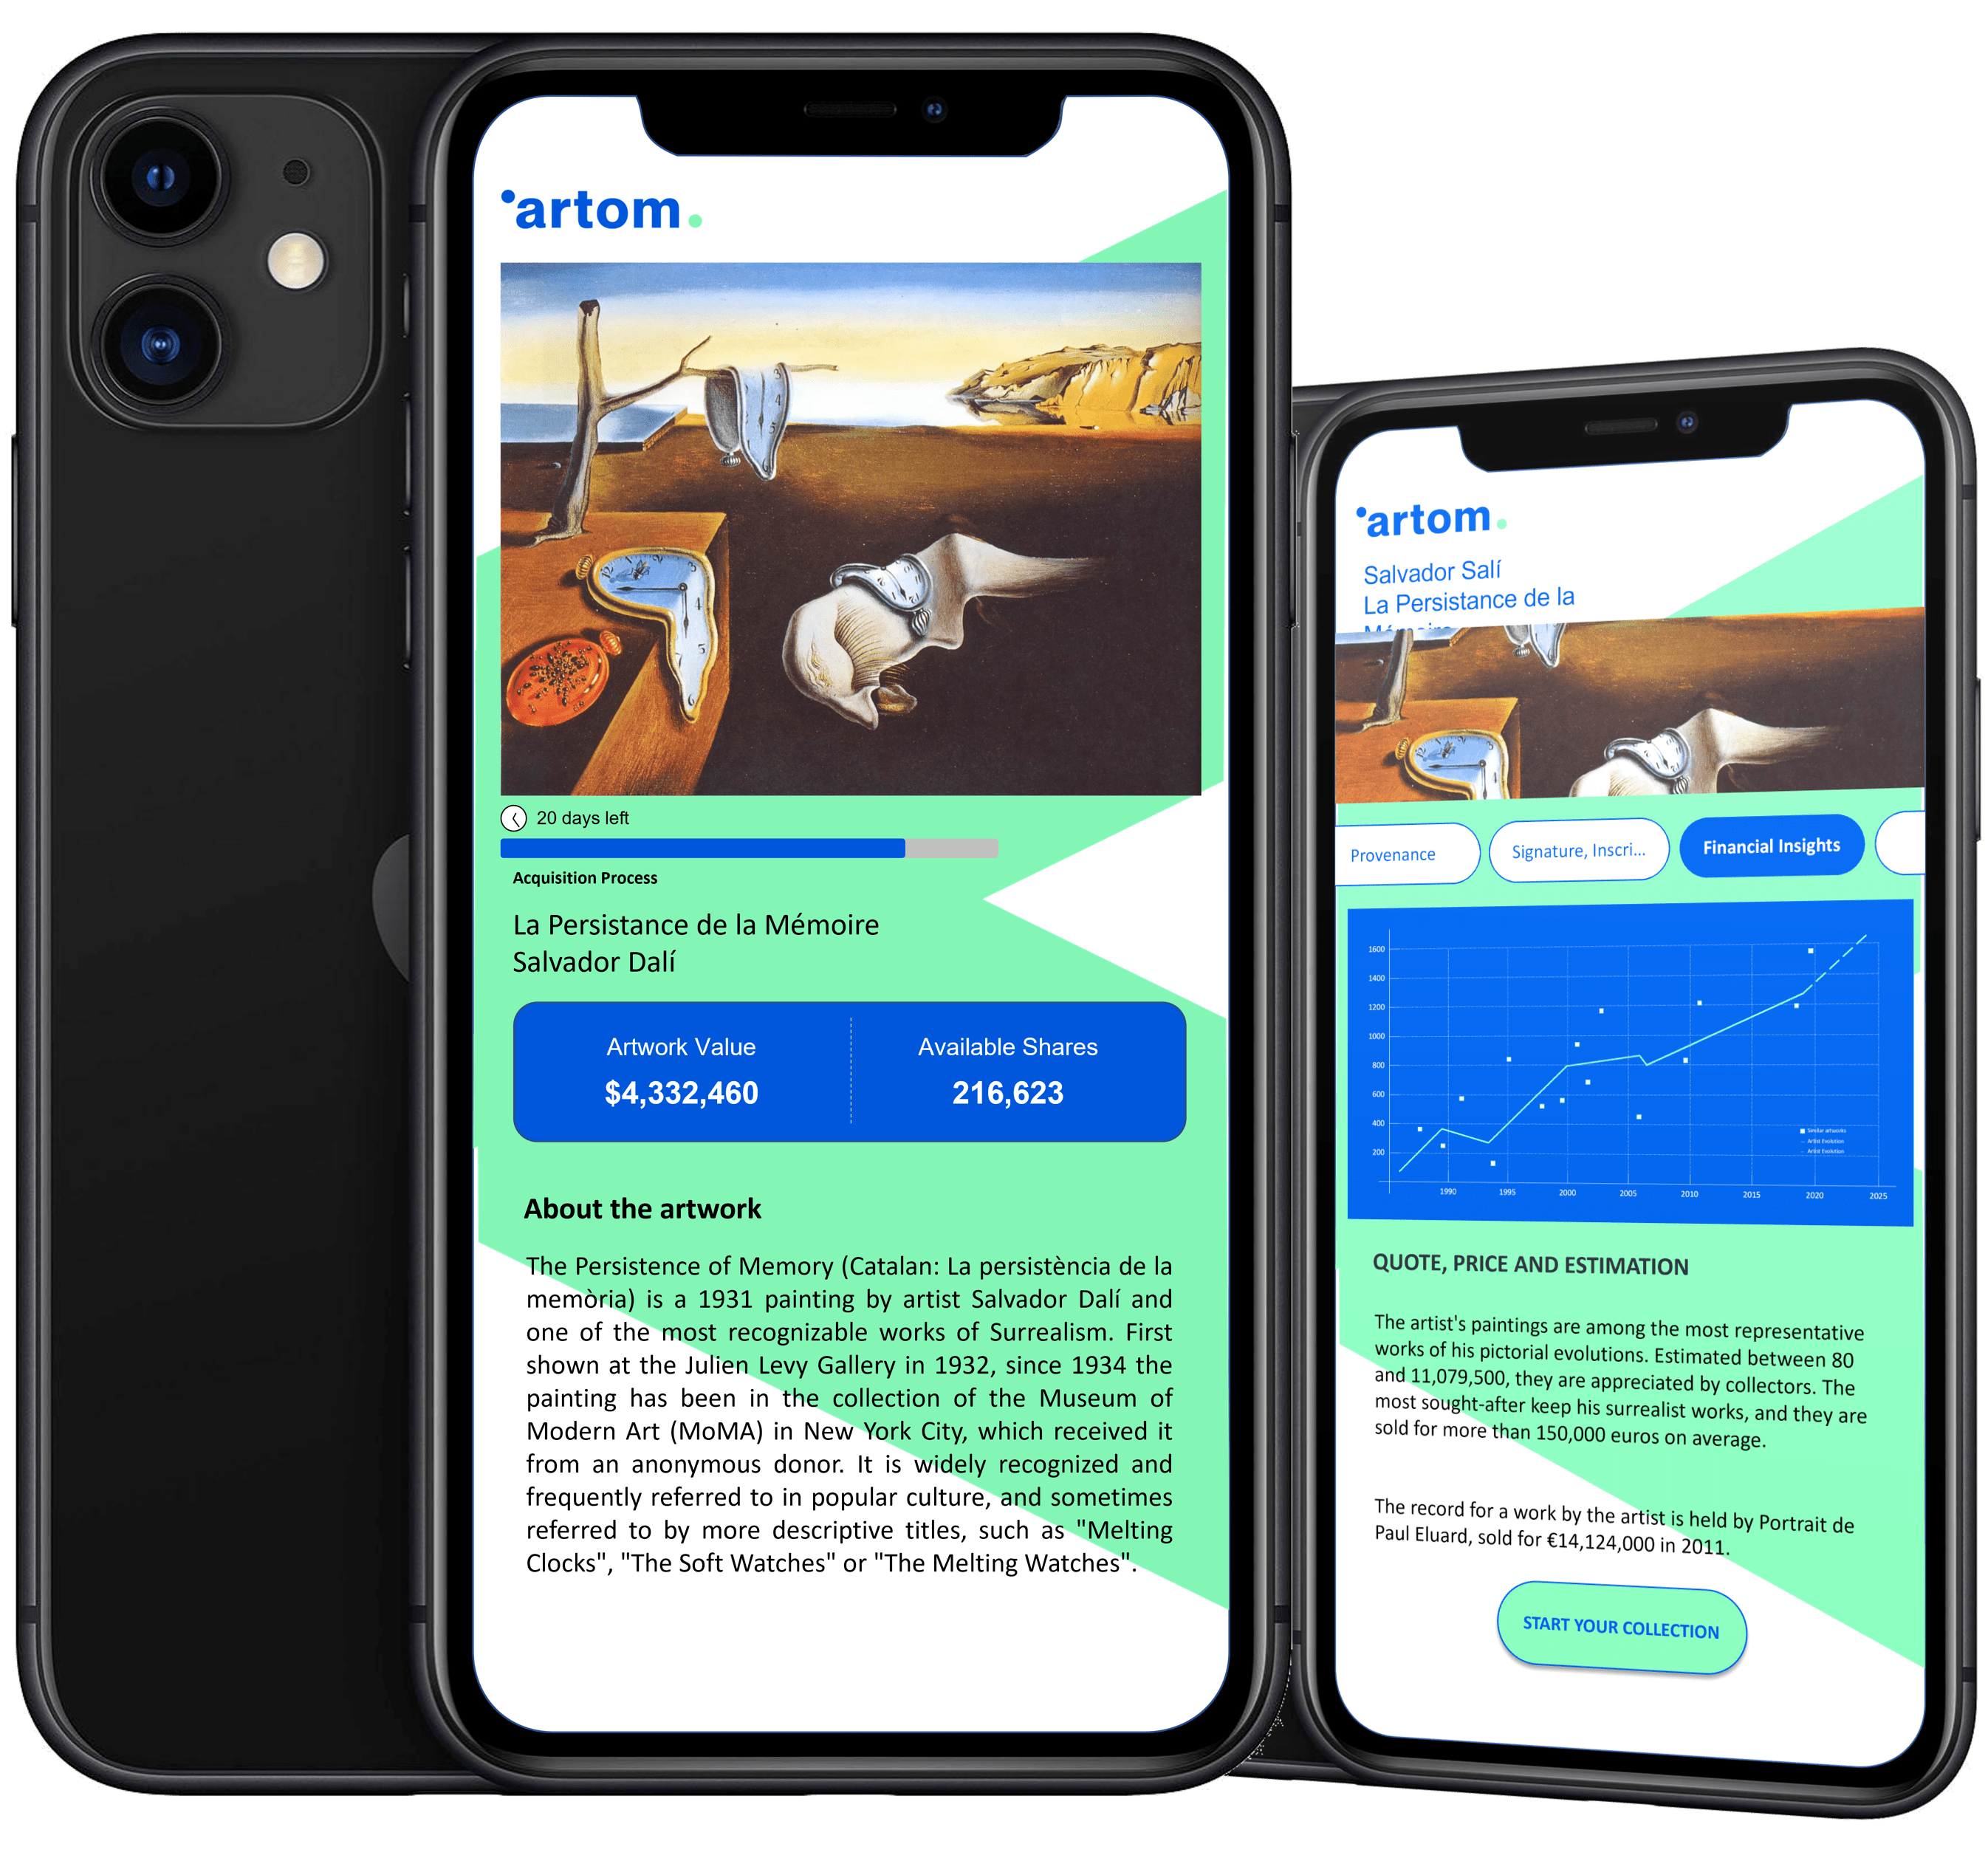 artom.
20 days left
Acquisition Process
La Persistance de la Mémoire
Salvador Dalí
Artwork Value
$4,332,460
Available Shares
216,623
About the artwork
The Persistence of Memory (Catalan: La persistència de la
memòria) is a 1931 painting by artist Salvador Dalí and
one of the most recognizable works of Surrealism. First
shown at the Julien Levy Gallery in 1932, since 1934 the
painting has been in the collection of the Museum of
Modern Art (MoMA) in New York City, which received it
from an anonymous donor. It is widely recognized and
frequently referred to in popular culture, and sometimes
referred to by more descriptive titles, such as "Melting
Clocks", "The Soft Watches" or "The Melting Watches".
artom.
Salvador Salí
La Persistance de la
Provenance
Signature, Inscri...
Financial Insights
1600
1400
1200
1000
800
600
400
200
1990 1995 2000 2005 2010 2015 2020 2025
Similar artworks
Artist Evolution
Artist Evolution
QUOTE, PRICE AND ESTIMATION
The artist's paintings are among the most representative
works of his pictorial evolutions. Estimated between 80
and 11,079,500, they are appreciated by collectors. The
most sought-after keep his surrealist works, and they are
sold for more than 150,000 euros on average.
The record for a work by the artist is held by Portrait de
Paul Eluard, sold for €14,124,000 in 2011.
START YOUR COLLECTION